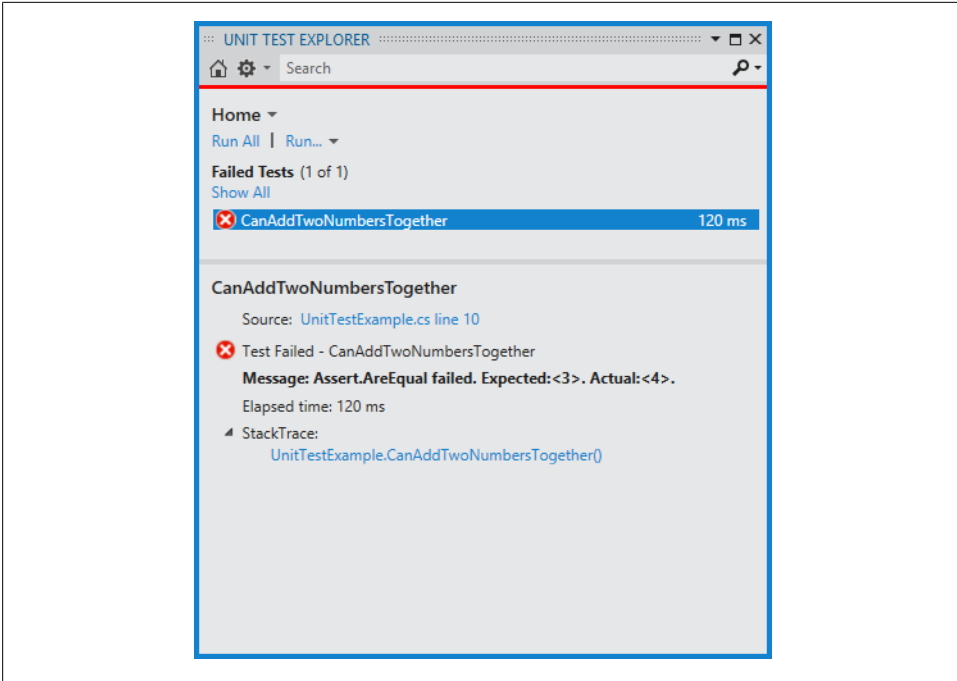 UNIT TEST EXPLORER
Search
Home
Run All | Run...
Failed Tests (1 of 1)
Show All
CanAddTwoNumbersTogether 120 ms
CanAddTwoNumbersTogether
Source: UnitTestExample.cs line 10
Test Failed - CanAddTwoNumbersTogether
Message: Assert.AreEqual failed. Expected:<3>. Actual:<4>.
Elapsed time: 120 ms
StackTrace:
UnitTestExample.CanAddTwoNumbersTogether()